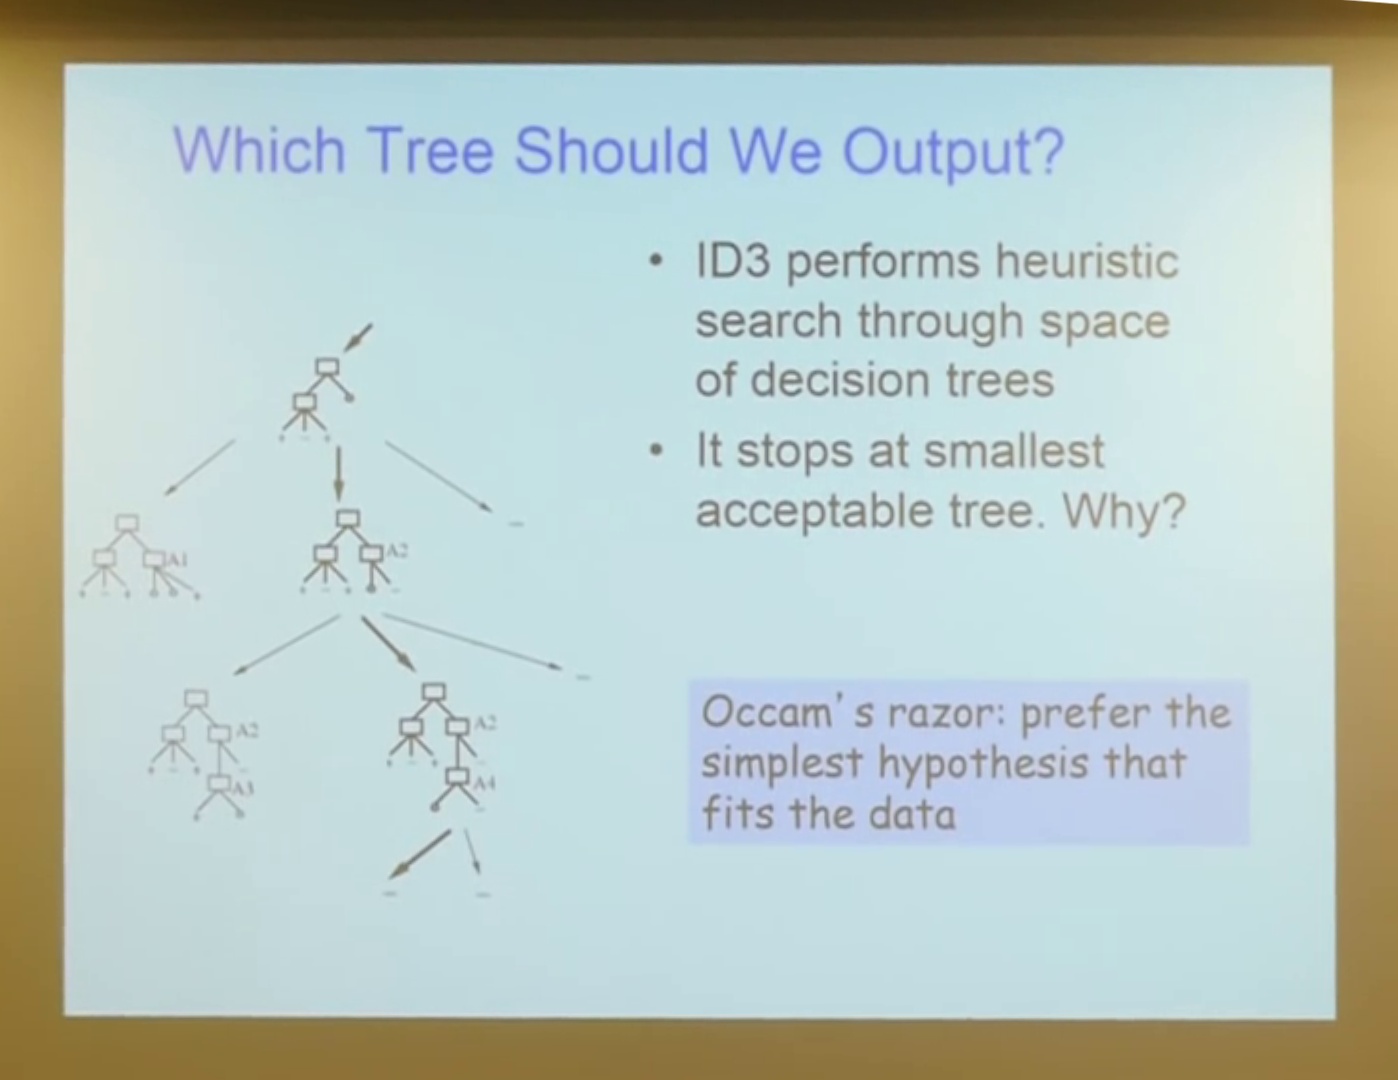 Which Tree Should We Output?
• ID3 performs heuristic
search through space
of decision trees
• It stops at smallest
acceptable tree. Why?
A1
A2
A2
A3
A2
A4
Occam's razor: prefer the
simplest hypothesis that
fits the data